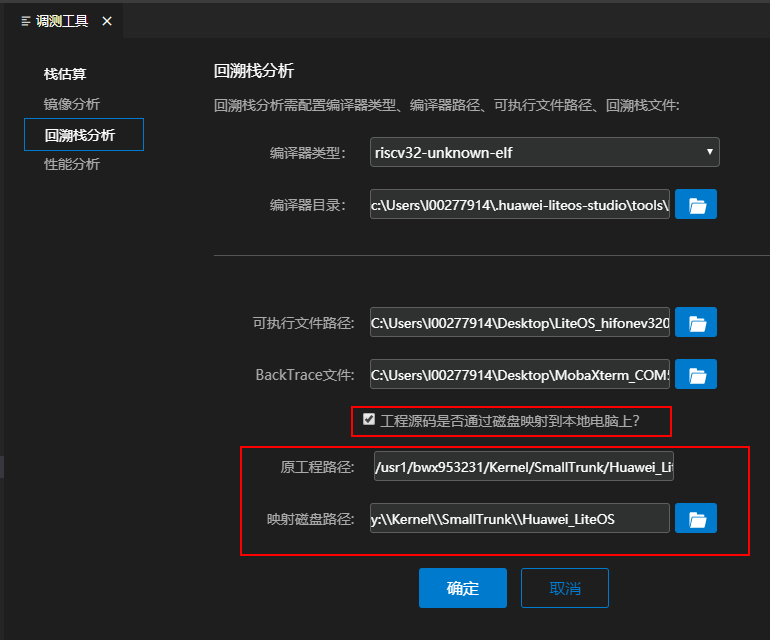 调测工具
栈估算
镜像分析
回溯栈分析
性能分析
回溯栈分析
回溯栈分析需配置编译器类型、编译器路径、可执行文件路径、回溯栈文件:
编译器类型: riscv32-unknown-elf
编译器目录: c:\Users\l00277914\.huawei-liteos-studio\tools\
可执行文件路径: C:\Users\l00277914\Desktop\LiteOS_hifonev320
BackTrace文件: C:\Users\l00277914\Desktop\MobaXterm_COM
工程源码是否通过磁盘映射到本地电脑上?
原工程路径: /usr1/bwx953231/Kernel/SmallTrunk/Huawei_Lit
映射磁盘路径: y:\\Kernel\\SmallTrunk\\Huawei_LiteOS
确定 取消